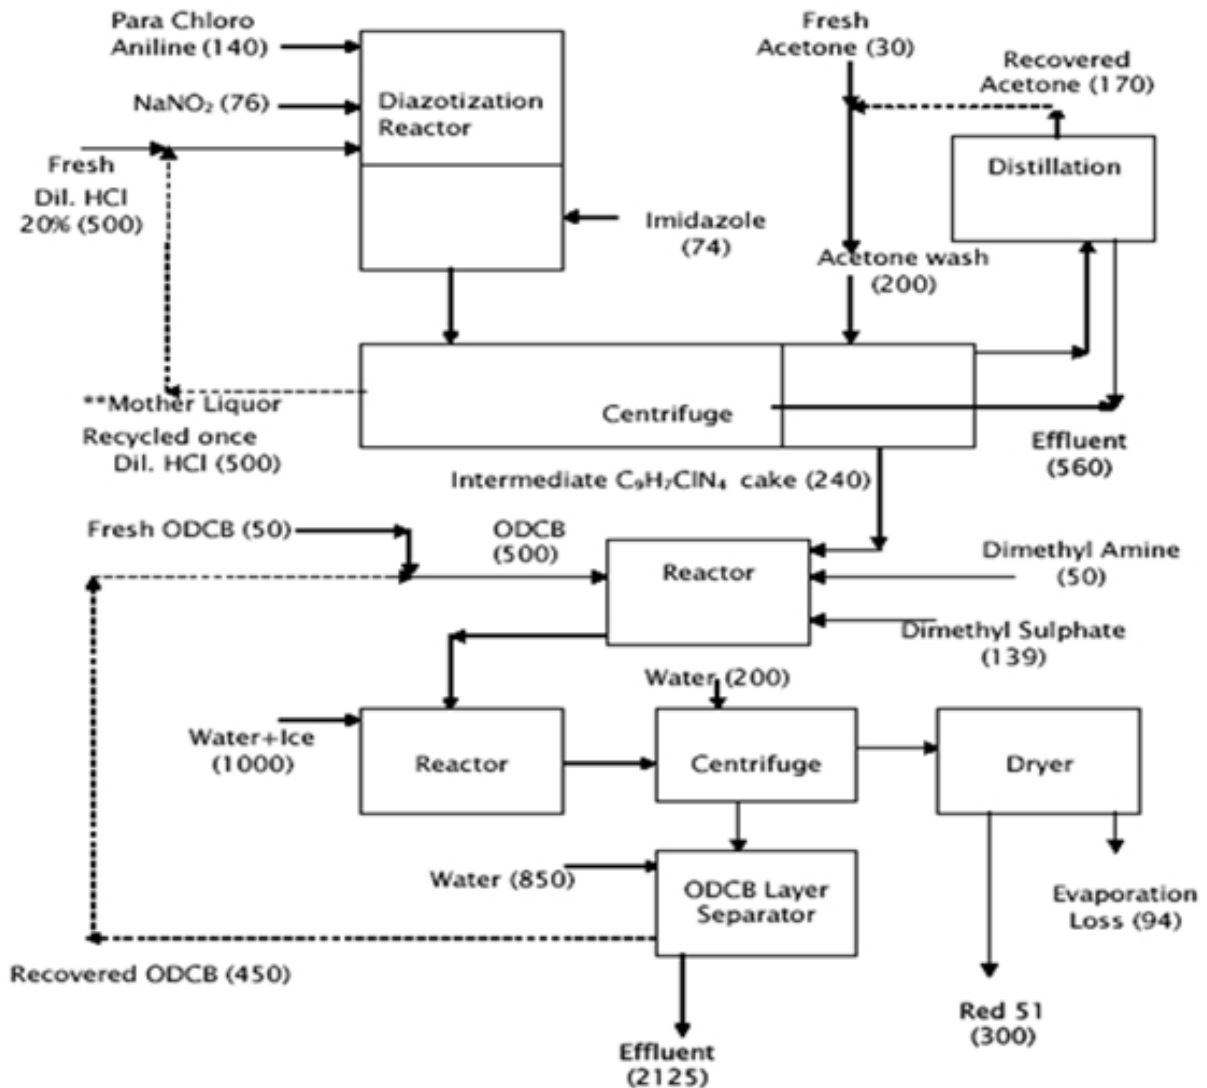 Para Chloro
Aniline (140)
Fresh
Acetone (30)
Recovered
Acetone (170)
NaNO₂ (76)
Diazotization
Reactor
Distillation
Fresh
Dil. HCl
20% (500)
Imidazole
(74)
Acetone wash
(200)
**Mother Liquor
Recycled once
Dil. HCl (500)
Centrifuge
Effluent
(560)
Intermediate C₉H₇ClN₄ cake (240)
Fresh ODCB (50)
ODCB
(500)
Reactor
Dimethyl Amine
(50)
Dimethyl Sulphate
(139)
Water (200)
Water+Ice
(1000)
Reactor
Centrifuge
Dryer
Water (850)
ODCB Layer
Separator
Evaporation
Loss (94)
Recovered ODCB (450)
Red 51
(300)
Effluent
(2125)